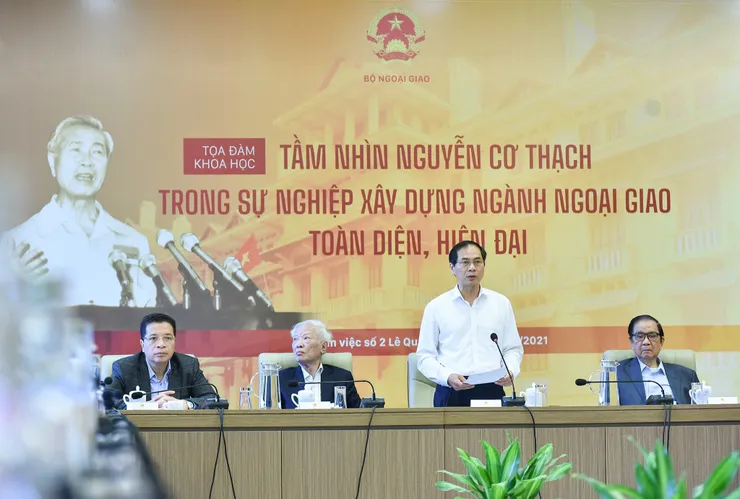 BỘ NGOẠI GIAO
TỌA ĐÀM
KHOA HỌC
TẦM NHÌN NGUYỄN CƠ THẠCH
TRONG SỰ NGHIỆP XÂY DỰNG NGÀNH NGOẠI GIAO
TOÀN DIỆN, HIỆN ĐẠI
việc số 2 Lê /2021